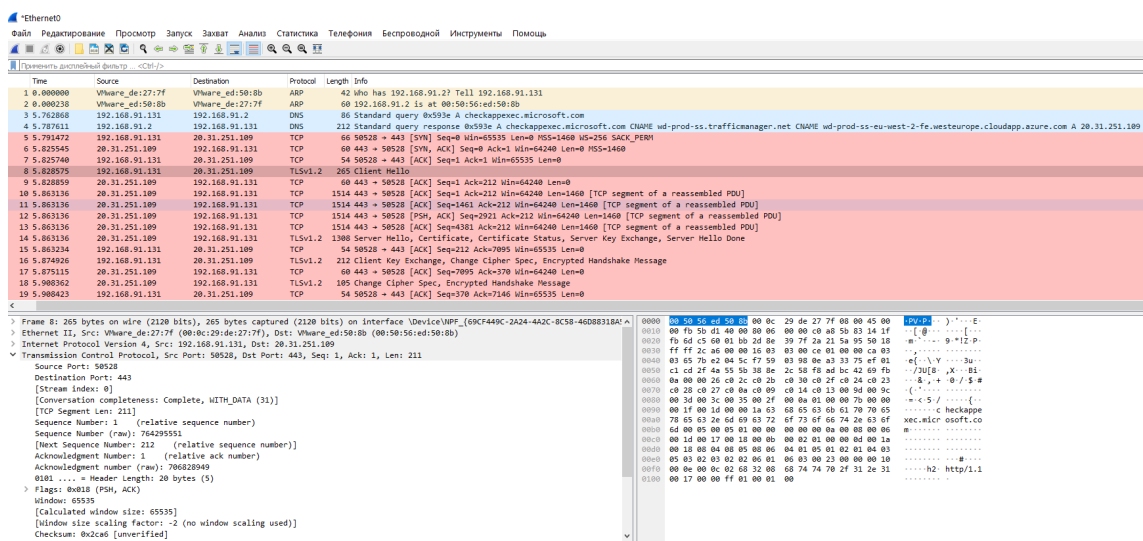 *Ethernet0
Файл Редактирование Просмотр Запуск Захват Анализ Статистика Телефония Беспроводной Инструменты Помощь
Применить дисплейный фильтр ... <Ctrl-/>
Time Source Destination Protocol Length Info
1 0.000000 VMware_de:27:7f VMware_ed:50:8b ARP 42 Who has 192.168.91.2? Tell 192.168.91.131
2 0.000238 VMware_ed:50:8b VMware_de:27:7f ARP 60 192.168.91.2 is at 00:50:56:ed:50:8b
3 5.762868 192.168.91.131 192.168.91.2 DNS 86 Standard query 0x593e A checkappexec.microsoft.com
4 5.787611 192.168.91.2 192.168.91.131 DNS 212 Standard query response 0x593e A checkappexec.microsoft.com CNAME wd-prod-ss.trafficmanager.net CNAME wd-prod-ss-eu-west-2-fe.westeurope.cloudapp.azure.com A 20.31.251.109
5 5.791472 192.168.91.131 20.31.251.109 TCP 66 50528 → 443 [SYN] Seq=0 Win=65535 Len=0 MSS=1460 WS=256 SACK_PERM
6 5.825545 20.31.251.109 192.168.91.131 TCP 60 443 → 50528 [SYN, ACK] Seq=0 Ack=1 Win=64240 Len=0 MSS=1460
7 5.825740 192.168.91.131 20.31.251.109 TCP 54 50528 → 443 [ACK] Seq=1 Ack=1 Win=65535 Len=0
8 5.828575 192.168.91.131 20.31.251.109 TLSv1.2 265 Client Hello
9 5.828859 20.31.251.109 192.168.91.131 TCP 60 443 → 50528 [ACK] Seq=1 Ack=212 Win=64240 Len=0
10 5.863136 20.31.251.109 192.168.91.131 TCP 1514 443 → 50528 [ACK] Seq=1 Ack=212 Win=64240 Len=1460 [TCP segment of a reassembled PDU]
11 5.863136 20.31.251.109 192.168.91.131 TCP 1514 443 → 50528 [ACK] Seq=1461 Ack=212 Win=64240 Len=1460 [TCP segment of a reassembled PDU]
12 5.863136 20.31.251.109 192.168.91.131 TCP 1514 443 → 50528 [PSH, ACK] Seq=2921 Ack=212 Win=64240 Len=1460 [TCP segment of a reassembled PDU]
13 5.863136 20.31.251.109 192.168.91.131 TCP 1514 443 → 50528 [ACK] Seq=4381 Ack=212 Win=64240 Len=1460 [TCP segment of a reassembled PDU]
14 5.863136 20.31.251.109 192.168.91.131 TLSv1.2 1308 Server Hello, Certificate, Certificate Status, Server Key Exchange, Server Hello Done
15 5.863234 192.168.91.131 20.31.251.109 TCP 54 50528 → 443 [ACK] Seq=212 Ack=7095 Win=65535 Len=0
16 5.874926 192.168.91.131 20.31.251.109 TLSv1.2 212 Client Key Exchange, Change Cipher Spec, Encrypted Handshake Message
17 5.875115 20.31.251.109 192.168.91.131 TCP 60 443 → 50528 [ACK] Seq=7095 Ack=370 Win=64240 Len=0
18 5.908362 20.31.251.109 192.168.91.131 TLSv1.2 105 Change Cipher Spec, Encrypted Handshake Message
19 5.908423 192.168.91.131 20.31.251.109 TCP 54 50528 → 443 [ACK] Seq=370 Ack=7146 Win=65535 Len=0
Frame 8: 265 bytes on wire (2120 bits), 265 bytes captured (2120 bits) on interface \Device\NPF_{69CF449C-2A24-4A2C-8C58-46D88318A
Ethernet II, Src: VMware_de:27:7f (00:0c:29:de:27:7f), Dst: VMware_ed:50:8b (00:50:56:ed:50:8b)
Internet Protocol Version 4, Src: 192.168.91.131, Dst: 20.31.251.109
Transmission Control Protocol, Src Port: 50528, Dst Port: 443, Seq: 1, Ack: 1, Len: 211
Source Port: 50528
Destination Port: 443
[Stream index: 0]
[Conversation completeness: Complete, WITH_DATA (31)]
[TCP Segment Len: 211]
Sequence Number: 1 (relative sequence number)
Sequence Number (raw): 764295551
[Next Sequence Number: 212 (relative sequence number)]
Acknowledgment Number: 1 (relative ack number)
Acknowledgment number (raw): 706828949
0101 .... = Header Length: 20 bytes (5)
Flags: 0x018 (PSH, ACK)
Window: 65535
[Calculated window size: 65535]
[Window size scaling factor: -2 (no window scaling used)]
Checksum: 0x2ca6 [unverified]
0000 00 50 56 ed 50 8b 00 0c 29 de 27 7f 08 00 45 00
0010 00 fb 5b d1 40 00 80 06 00 00 c0 a8 5b 83 14 1f
0020 fb 6d c5 60 01 bb 2d 8e 39 7f 2a 21 5a 95 50 18
0030 ff ff 2c a6 00 00 16 03 03 00 ce 01 00 00 ca 03
0040 03 65 7b e2 04 5c f7 59 03 98 0e a3 33 75 ef 01
0050 c1 cd 2f 4a 55 5b 38 8e 2c 58 f8 ad bc 42 69 fb
0060 0a 00 00 26 c0 2c c0 2b c0 30 c0 2f c0 24 c0 23
0070 c0 28 c0 27 c0 0a c0 09 c0 14 c0 13 00 9d 00 9c
0080 00 3d 00 3c 00 35 00 2f 00 0a 01 00 00 7b 00 00
0090 00 1f 00 1d 00 00 1a 63 68 65 63 6b 61 70 70 65
00a0 78 65 63 2e 6d 69 63 72 6f 73 6f 66 74 2e 63 6f
00b0 6d 00 05 00 05 01 00 00 00 00 00 0a 00 08 00 06
00c0 00 1d 00 17 00 18 00 0b 00 02 01 00 00 0d 00 1a
00d0 00 18 08 04 08 05 08 06 04 01 05 01 02 01 04 03
00e0 05 03 02 03 02 02 06 01 06 03 00 23 00 00 00 10
00f0 00 0e 00 0c 02 68 32 08 68 74 74 70 2f 31 2e 31
0100 00 17 00 00 ff 01 00 01 00
c heckappe
xec.micr osoft.co
h2 http/1.1